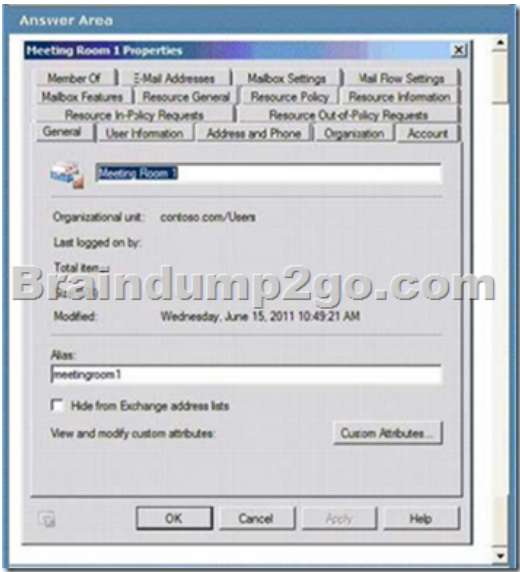 Answer Area
Meeting Room 1 Properties
Member Of E-Mail Addresses Mailbox Settings Mail Flow Settings
Mailbox Features Resource General Resource Policy Resource Information
Resource In-Policy Requests Resource Out-of-Policy Requests
General User Information Address and Phone Organization Account
Meeting Room 1
Organizational unit: contoso.com/Users
Last logged on by:
Total items:
Braindump2go.com
Modified: Wednesday, June 15, 2011 10:49:21 AM
Alias:
meetingroom1
Hide from Exchange address lists
View and modify custom attributes: Custom Attributes...
OK Cancel Apply Help